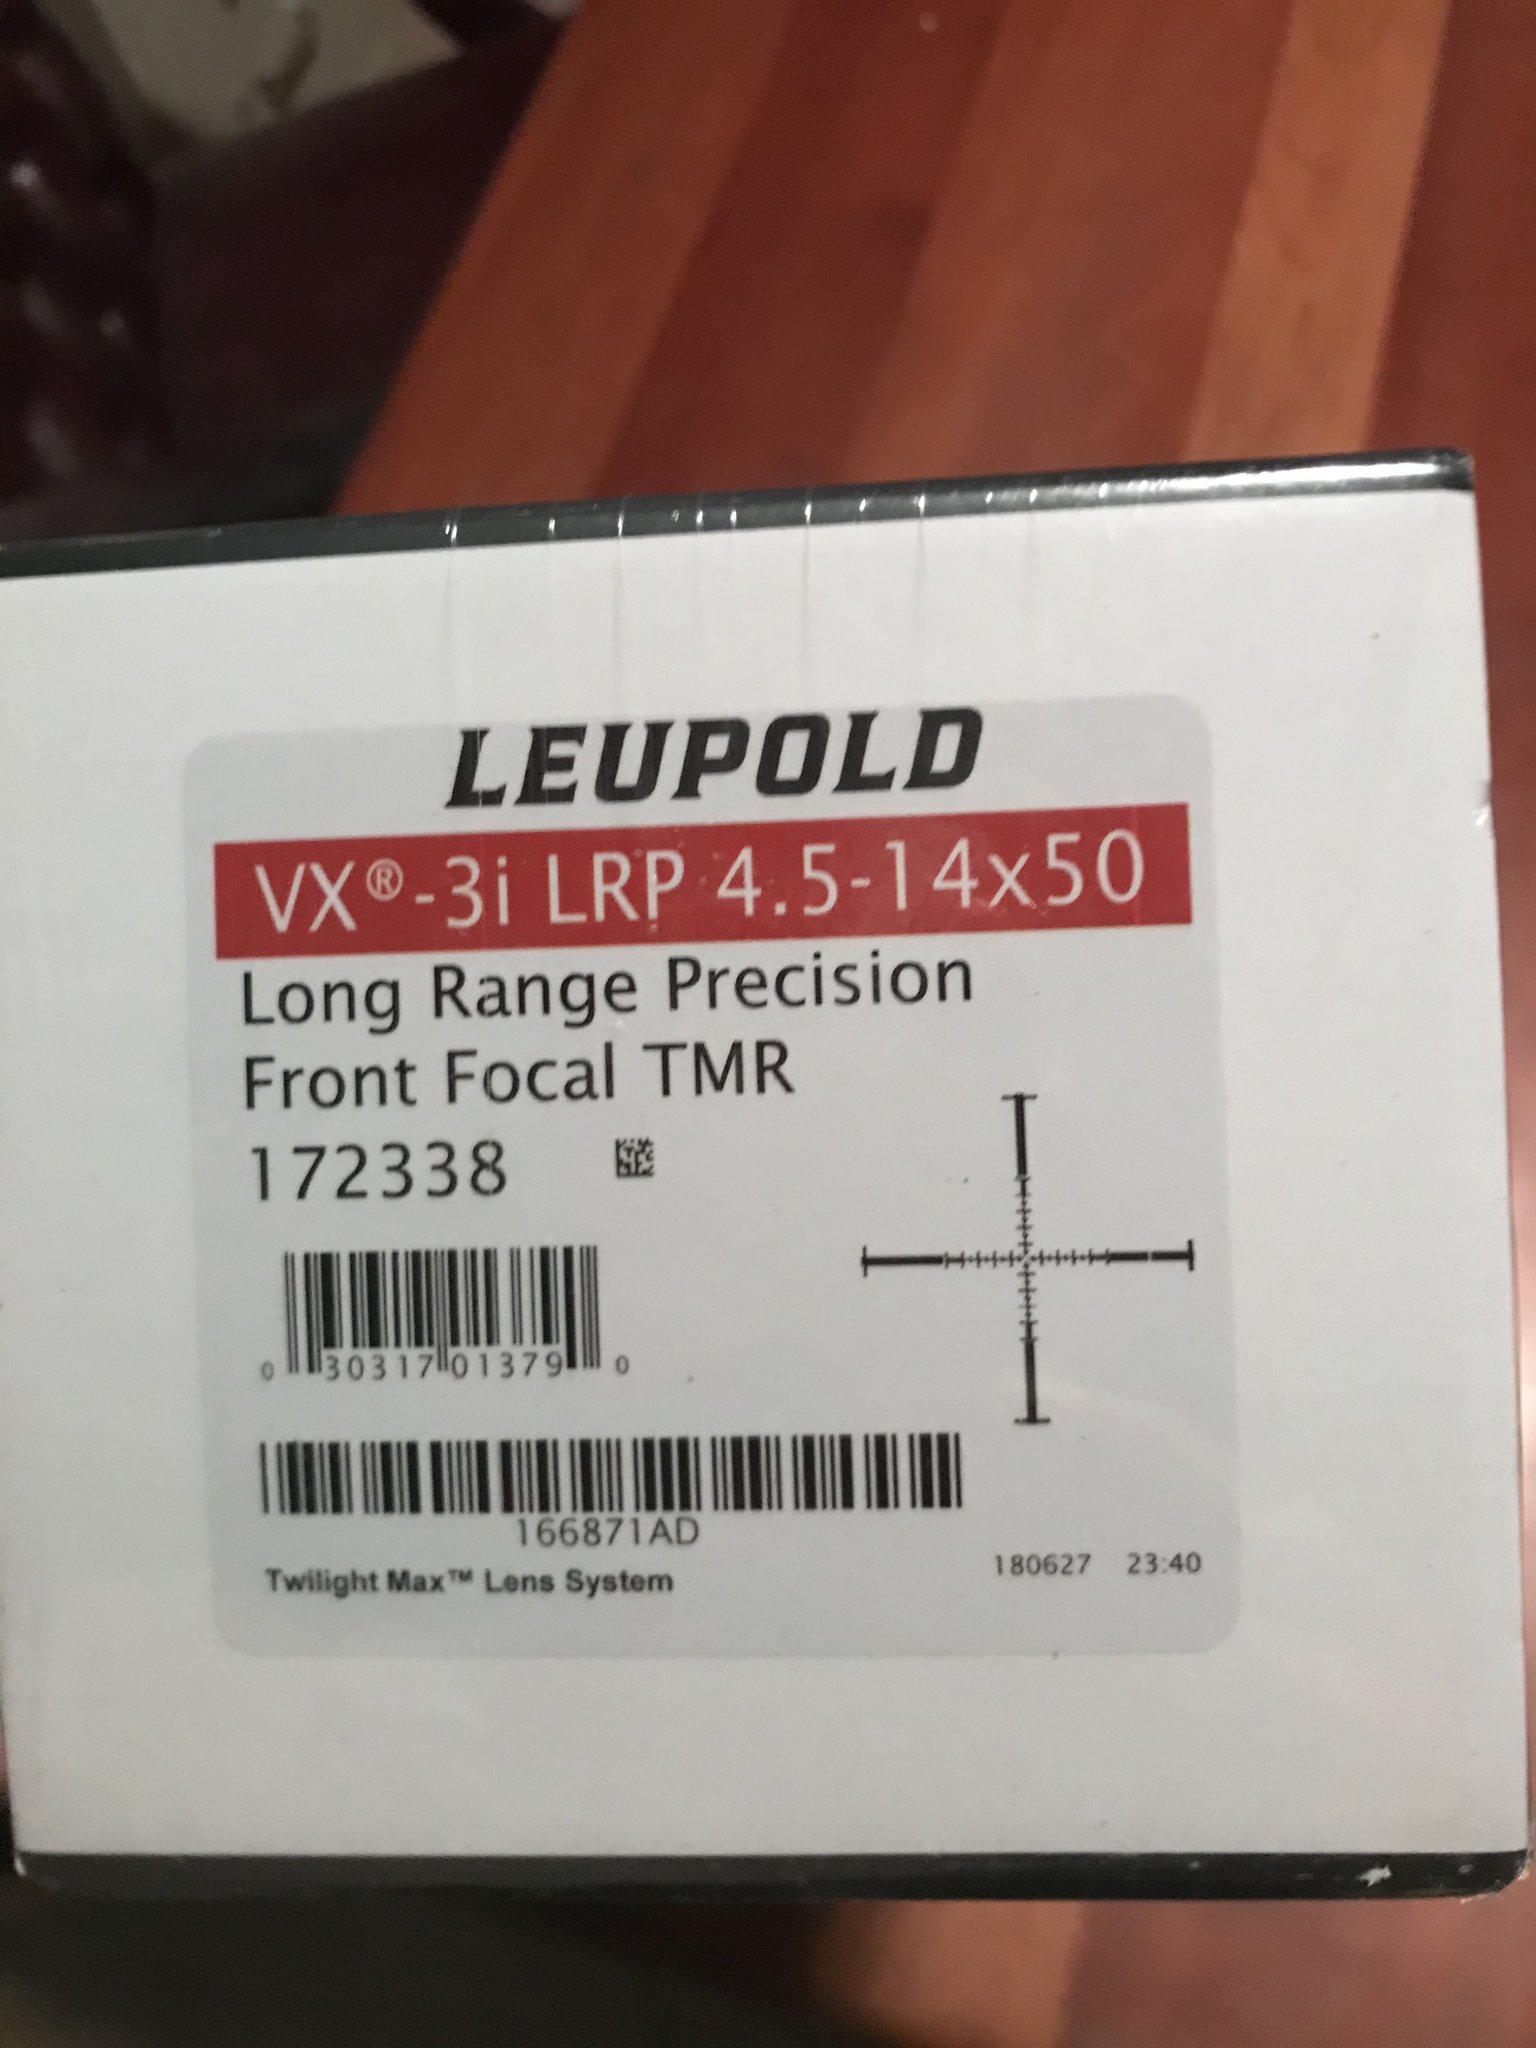 LEUPOLD
VX®-3i LRP 4.5-14x50
Long Range Precision
Front Focal TMR
172338
0 30317 01379 0
166871AD
Twilight Max™ Lens System 180627 23:40